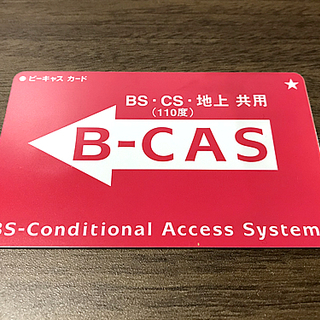 ビーキャス カード
BS・CS・地上 共用
(110度)
B-CAS
BS-Conditional Access System